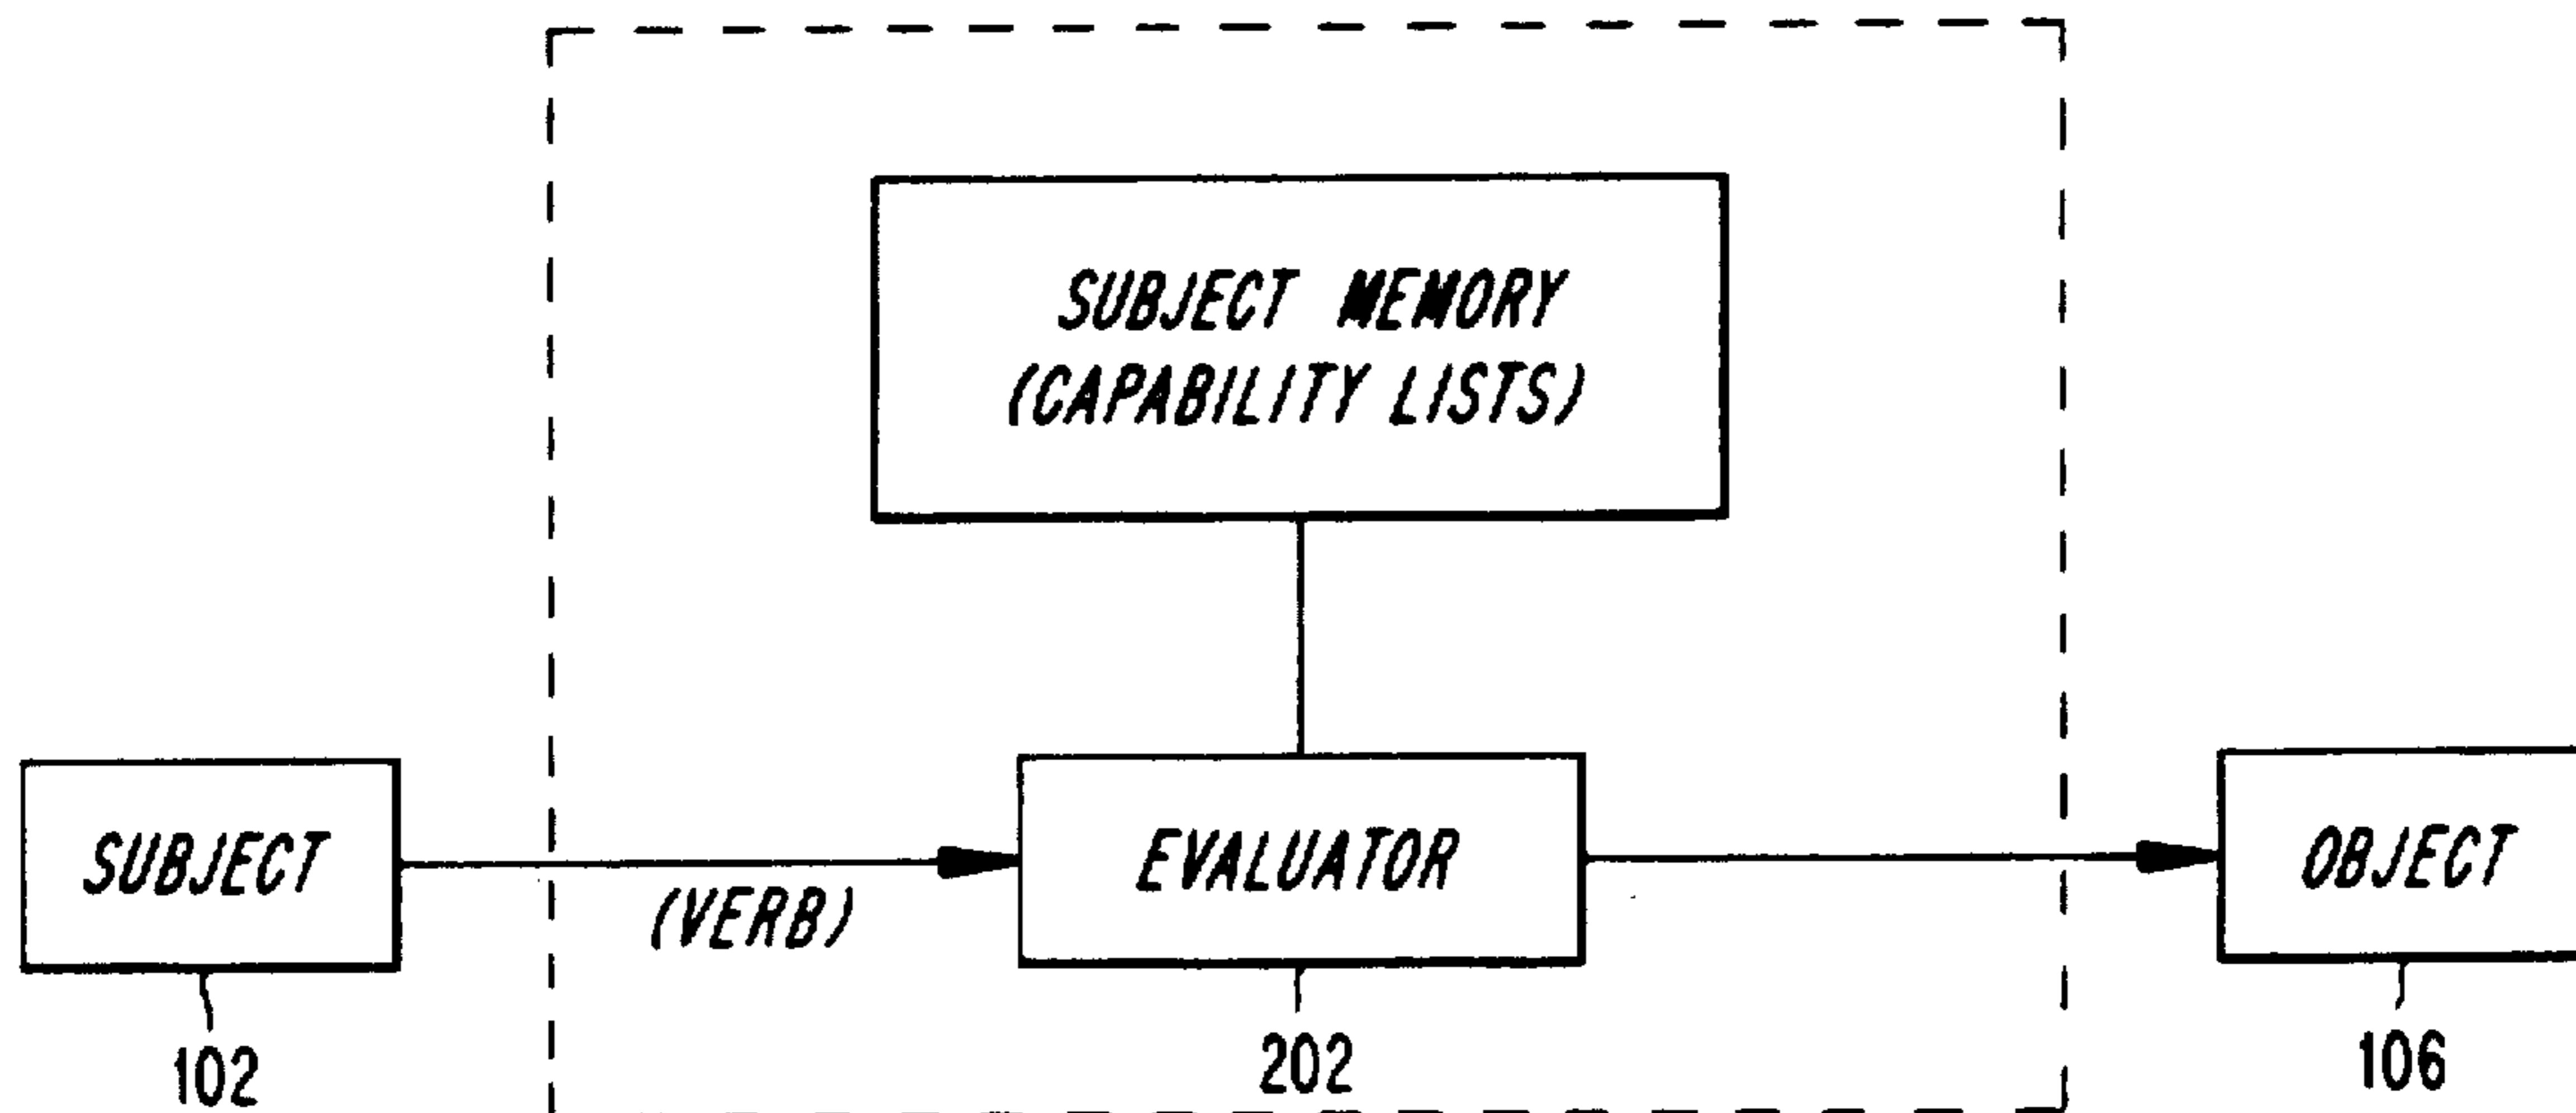 SUBJECT MEMORY
(CAPABILITY LISTS)
SUBJECT
(VERB)
EVALUATOR
OBJECT
102
202
106